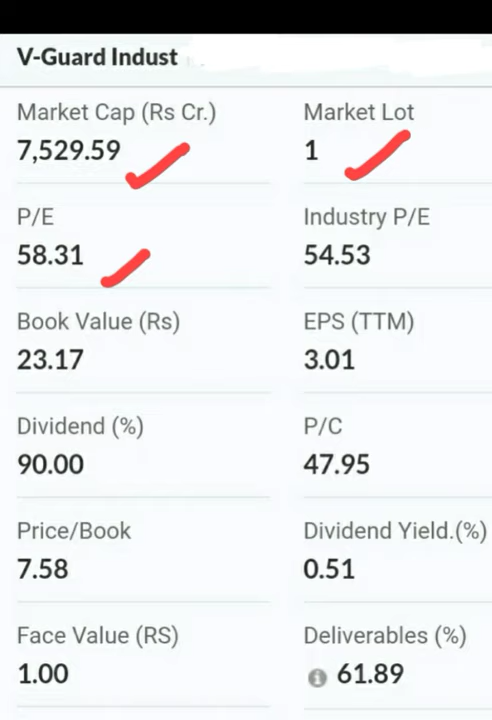 V-Guard Indust
Market Cap (Rs Cr.) Market Lot
7,529.59 1
P/E Industry P/E
58.31 54.53
Book Value (Rs) EPS (TTM)
23.17 3.01
Dividend (%) P/C
90.00 47.95
Price/Book Dividend Yield.(%)
7.58 0.51
Face Value (RS) Deliverables (%)
1.00 61.89